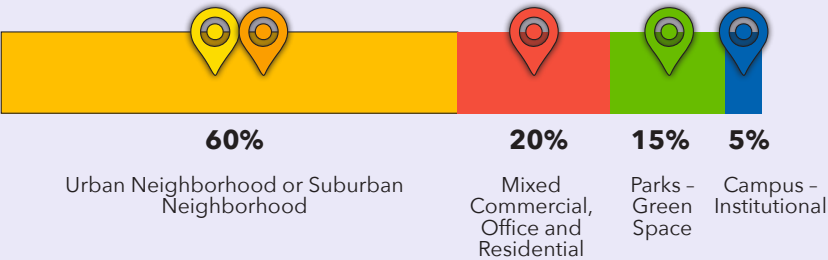 60%
Urban Neighborhood or Suburban
Neighborhood
20%
Mixed
Commercial,
Office and
Residential
15%
Parks –
Green
Space
5%
Campus –
Institutional